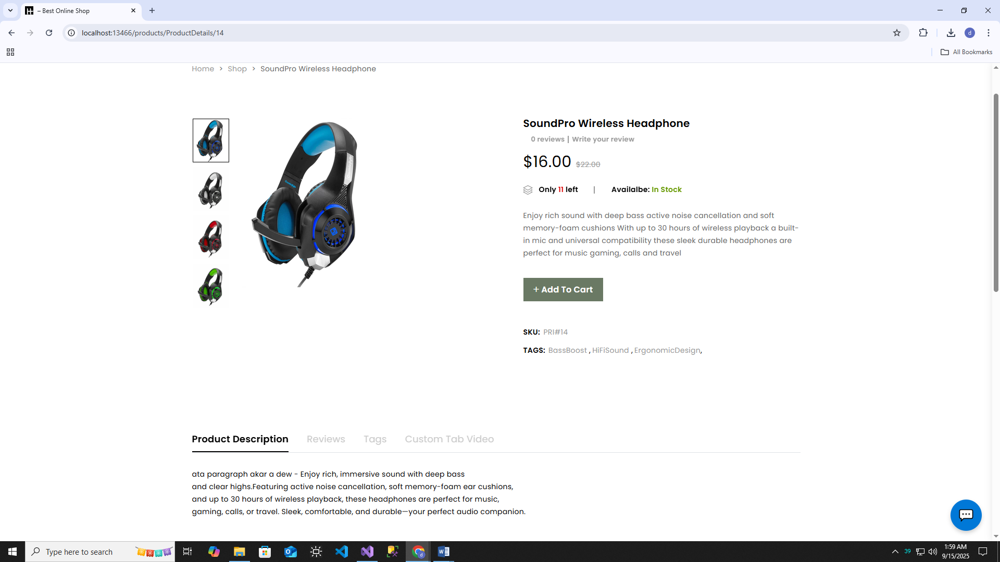 – Best Online Shop
localhost:13466/products/ProductDetails/14
d
All Bookmarks
Home > Shop > SoundPro Wireless Headphone
SoundPro Wireless Headphone
0 reviews | Write your review
$16.00 $22.00
Only 11 left | Availalbe: In Stock
Enjoy rich sound with deep bass active noise cancellation and soft
memory-foam cushions With up to 30 hours of wireless playback a built-
in mic and universal compatibility these sleek durable headphones are
perfect for music gaming, calls and travel
+ Add To Cart
SKU: PRI#14
TAGS: BassBoost , HiFiSound , ErgonomicDesign,
Product Description Reviews Tags Custom Tab Video
ata paragraph akar a dew - Enjoy rich, immersive sound with deep bass
and clear highs.Featuring active noise cancellation, soft memory-foam ear cushions,
and up to 30 hours of wireless playback, these headphones are perfect for music,
gaming, calls, or travel. Sleek, comfortable, and durable—your perfect audio companion.
Type here to search
39
1:59 AM
9/15/2025